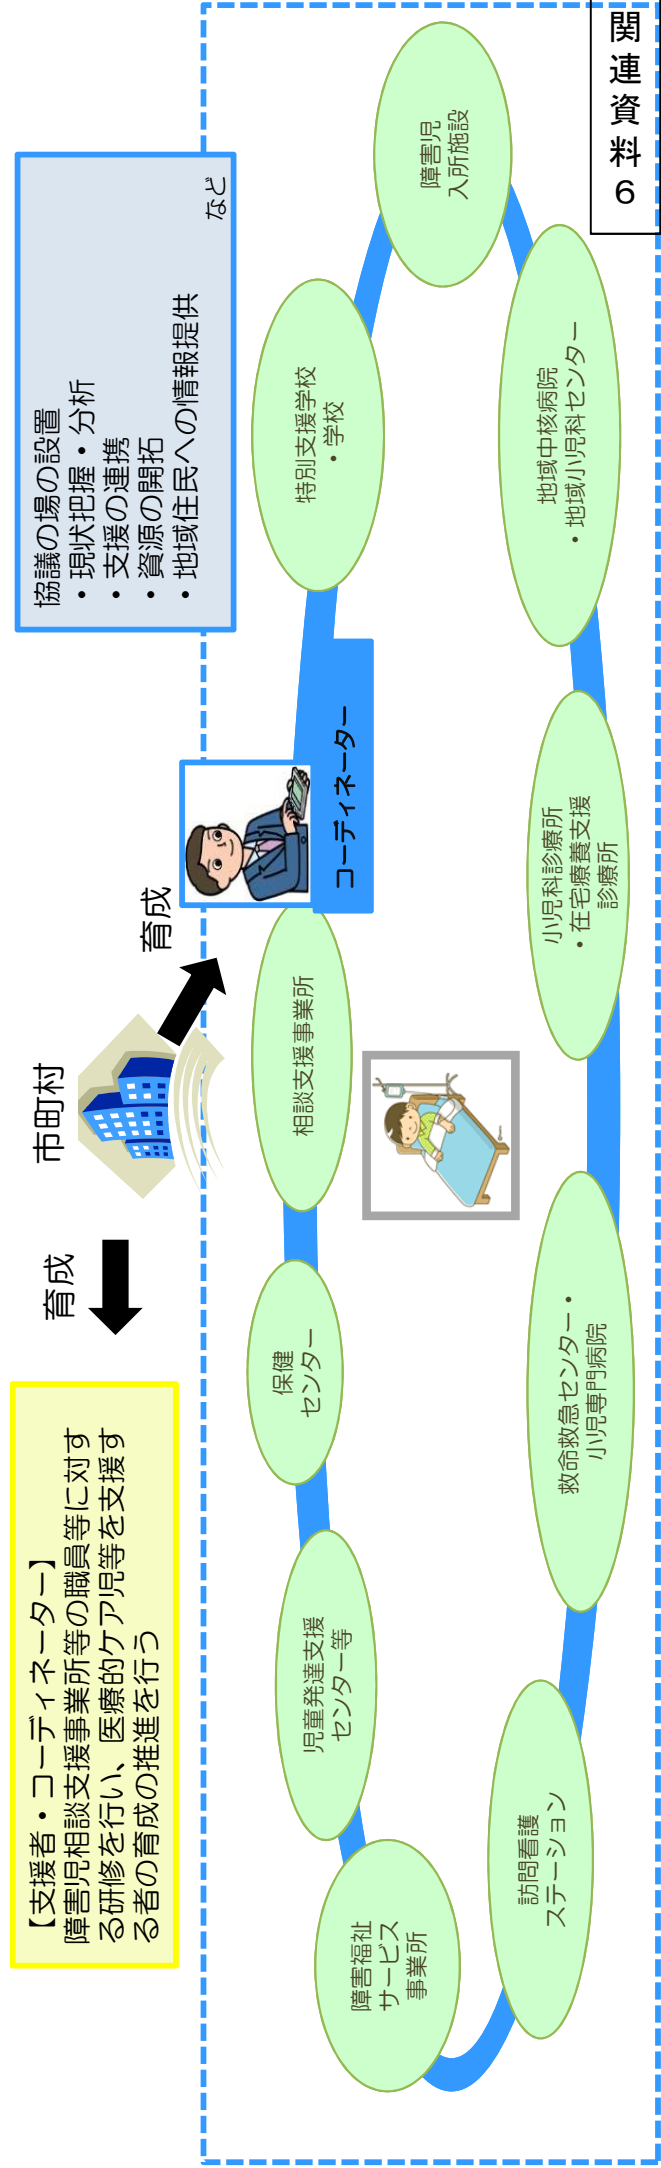 関連資料６
市町村
育成
育成
【支援者・コーディネーター】
障害児相談支援事業所等の職員等に対す
る研修を行い、医療的ケア児等を支援す
る者の育成の推進を行う
協議の場の設置
・現状把握・分析
・支援の連携
・資源の開拓
・地域住民への情報提供
など
コーディネーター
障害福祉
サービス
事業所
児童発達支援
センター等
保健
センター
相談支援事業所
特別支援学校
・学校
障害児
入所施設
訪問看護
ステーション
救命救急センター・
小児専門病院
小児科診療所
・在宅療養支援
診療所
地域中核病院
・地域小児科センター